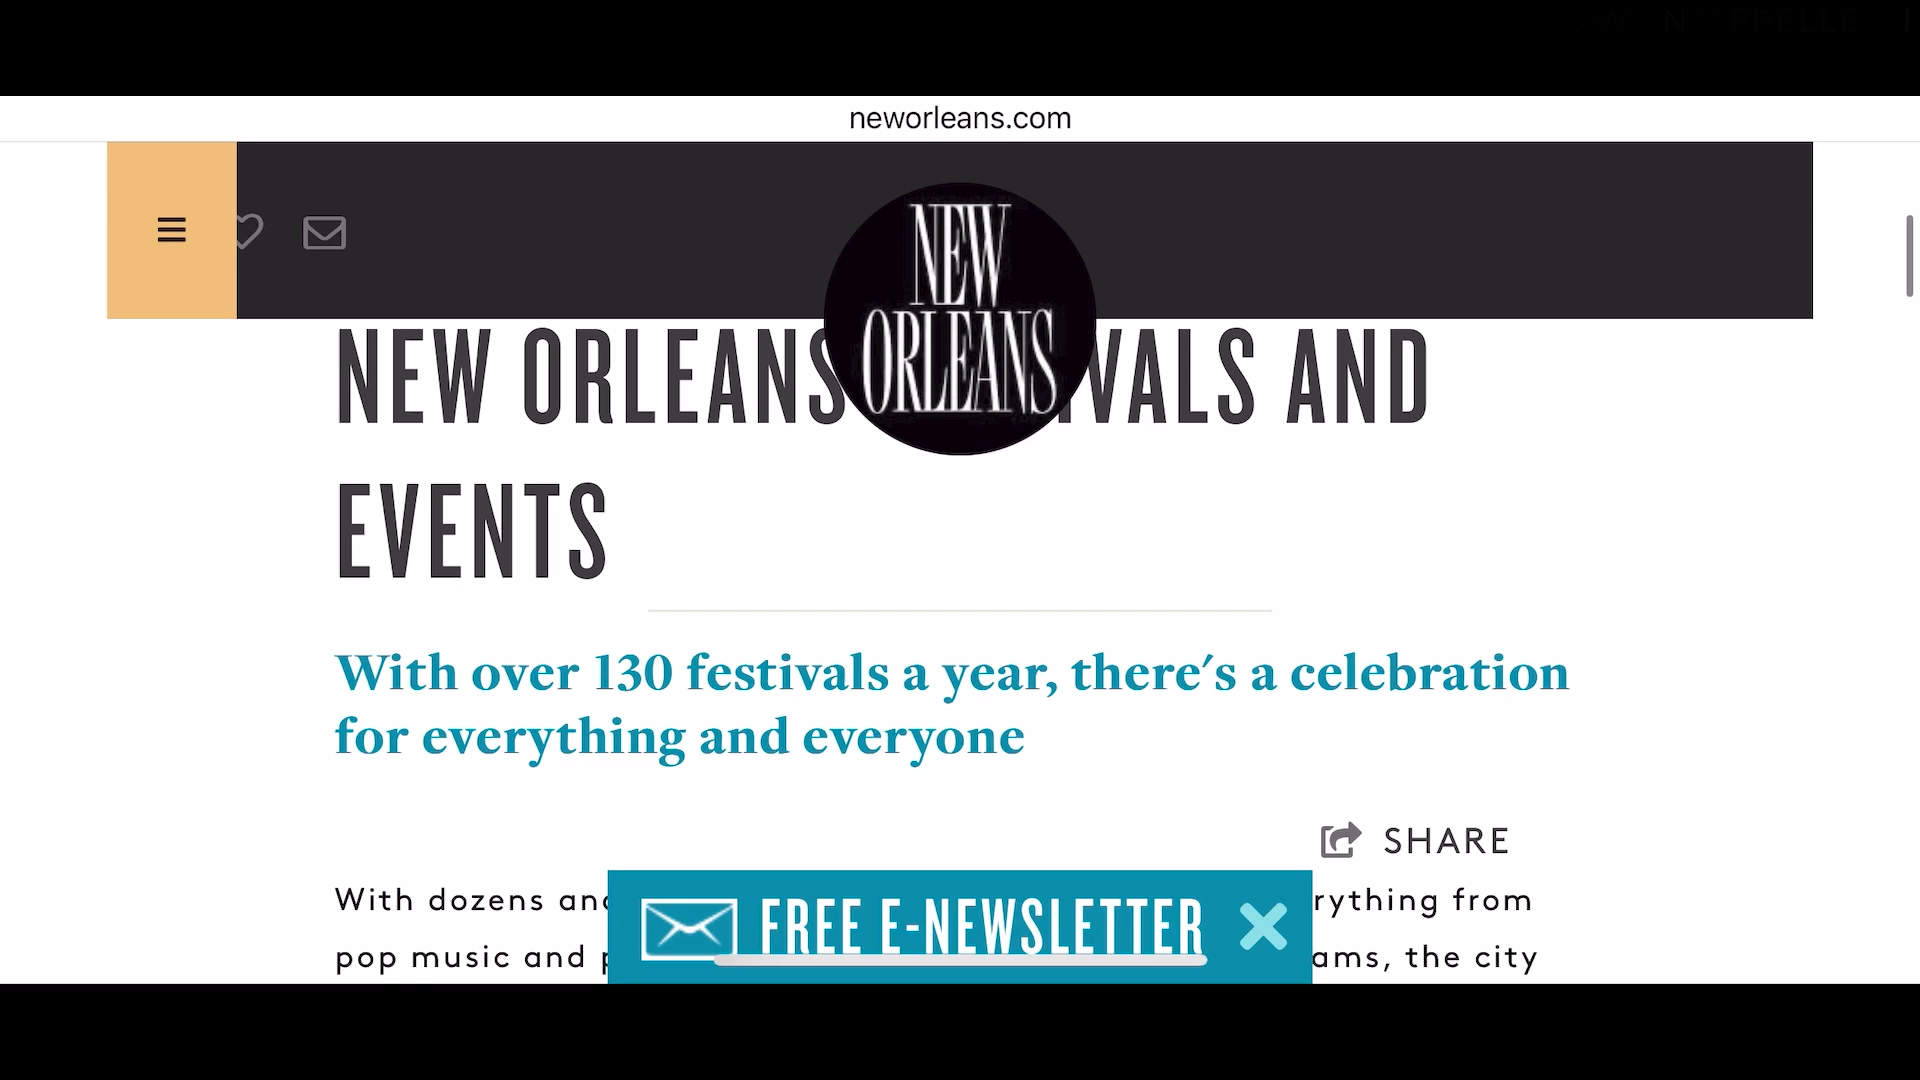 neworleans.com
NEW
ORLEANS
NEW ORLEANS IVALS AND
EVENTS
With over 130 festivals a year, there's a celebration
for everything and everyone
SHARE
With dozens and rything from
FREE E-NEWSLETTER
pop music and ams, the city